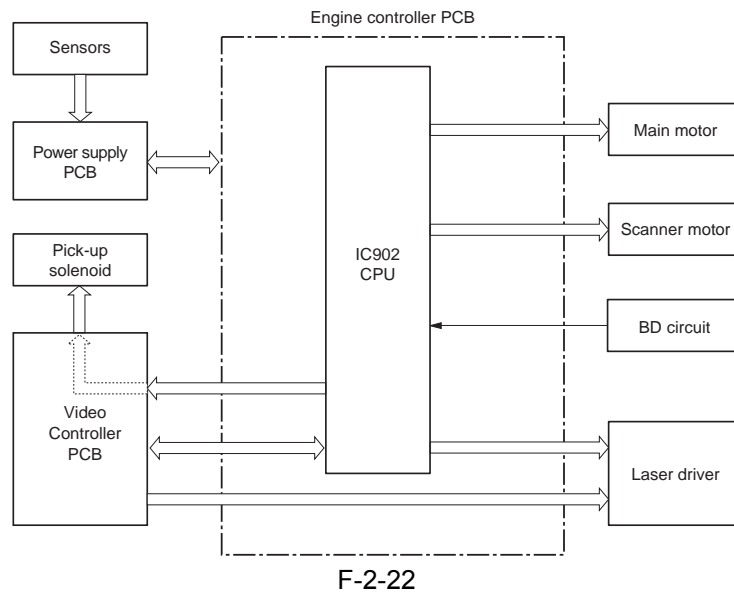 Engine controller PCB
Sensors
Power supply
PCB
Pick-up
solenoid
Video
Controller
PCB
IC902
CPU
Main motor
Scanner motor
BD circuit
Laser driver
F-2-22